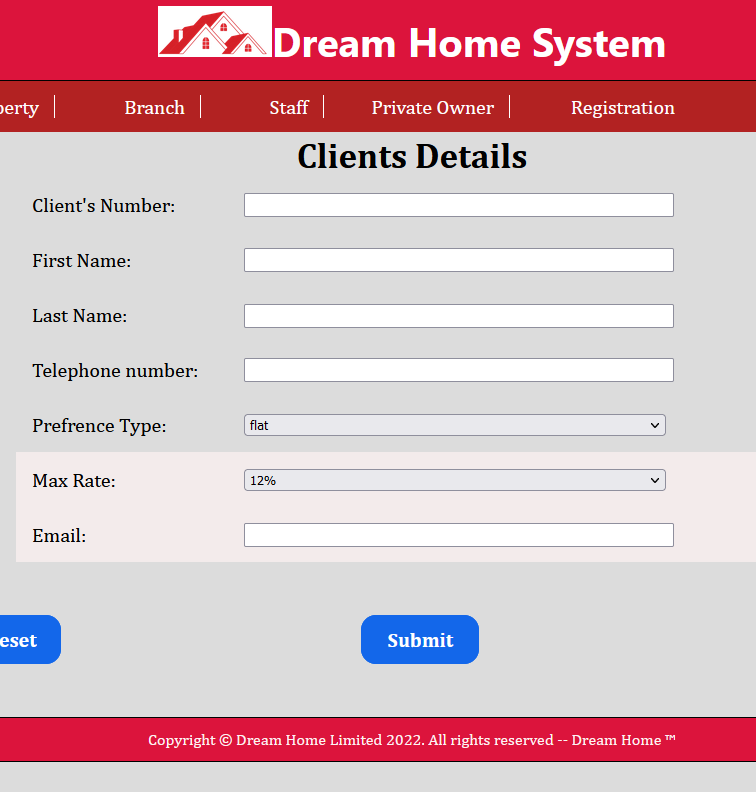 Dream Home System
perty Branch Staff Private Owner Registration
Clients Details
Client's Number:
First Name:
Last Name:
Telephone number:
Prefrence Type: flat
Max Rate: 12%
Email:
eset Submit
Copyright © Dream Home Limited 2022. All rights reserved -- Dream Home ™